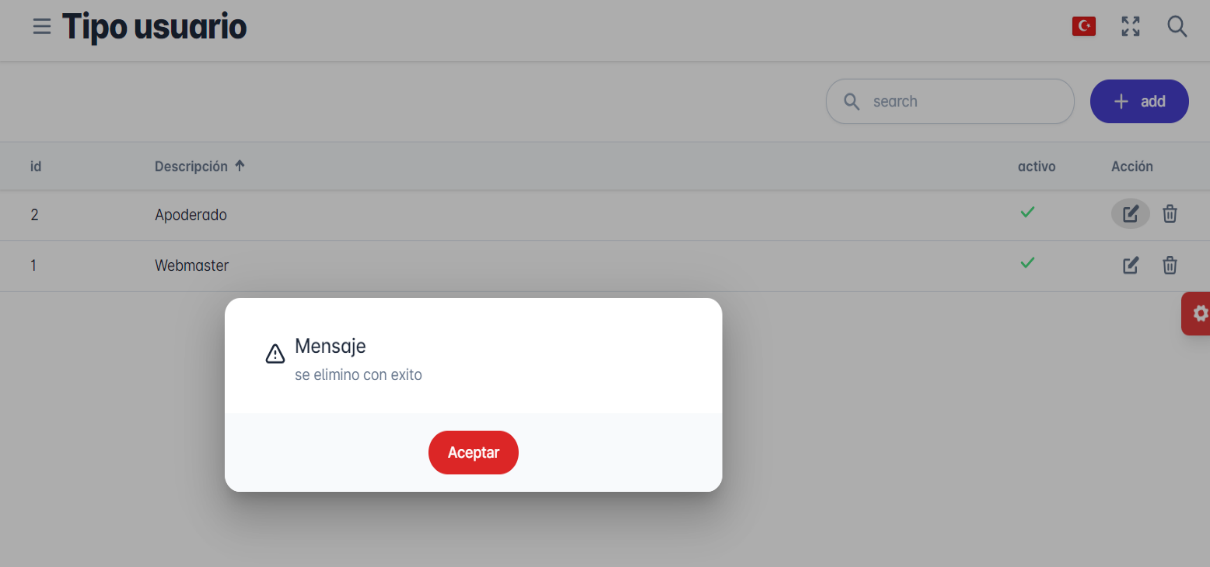 Tipo usuario
search
add
id Descripción activo Acción
2 Apoderado
1 Webmaster
Mensaje
se elimino con exito
Aceptar